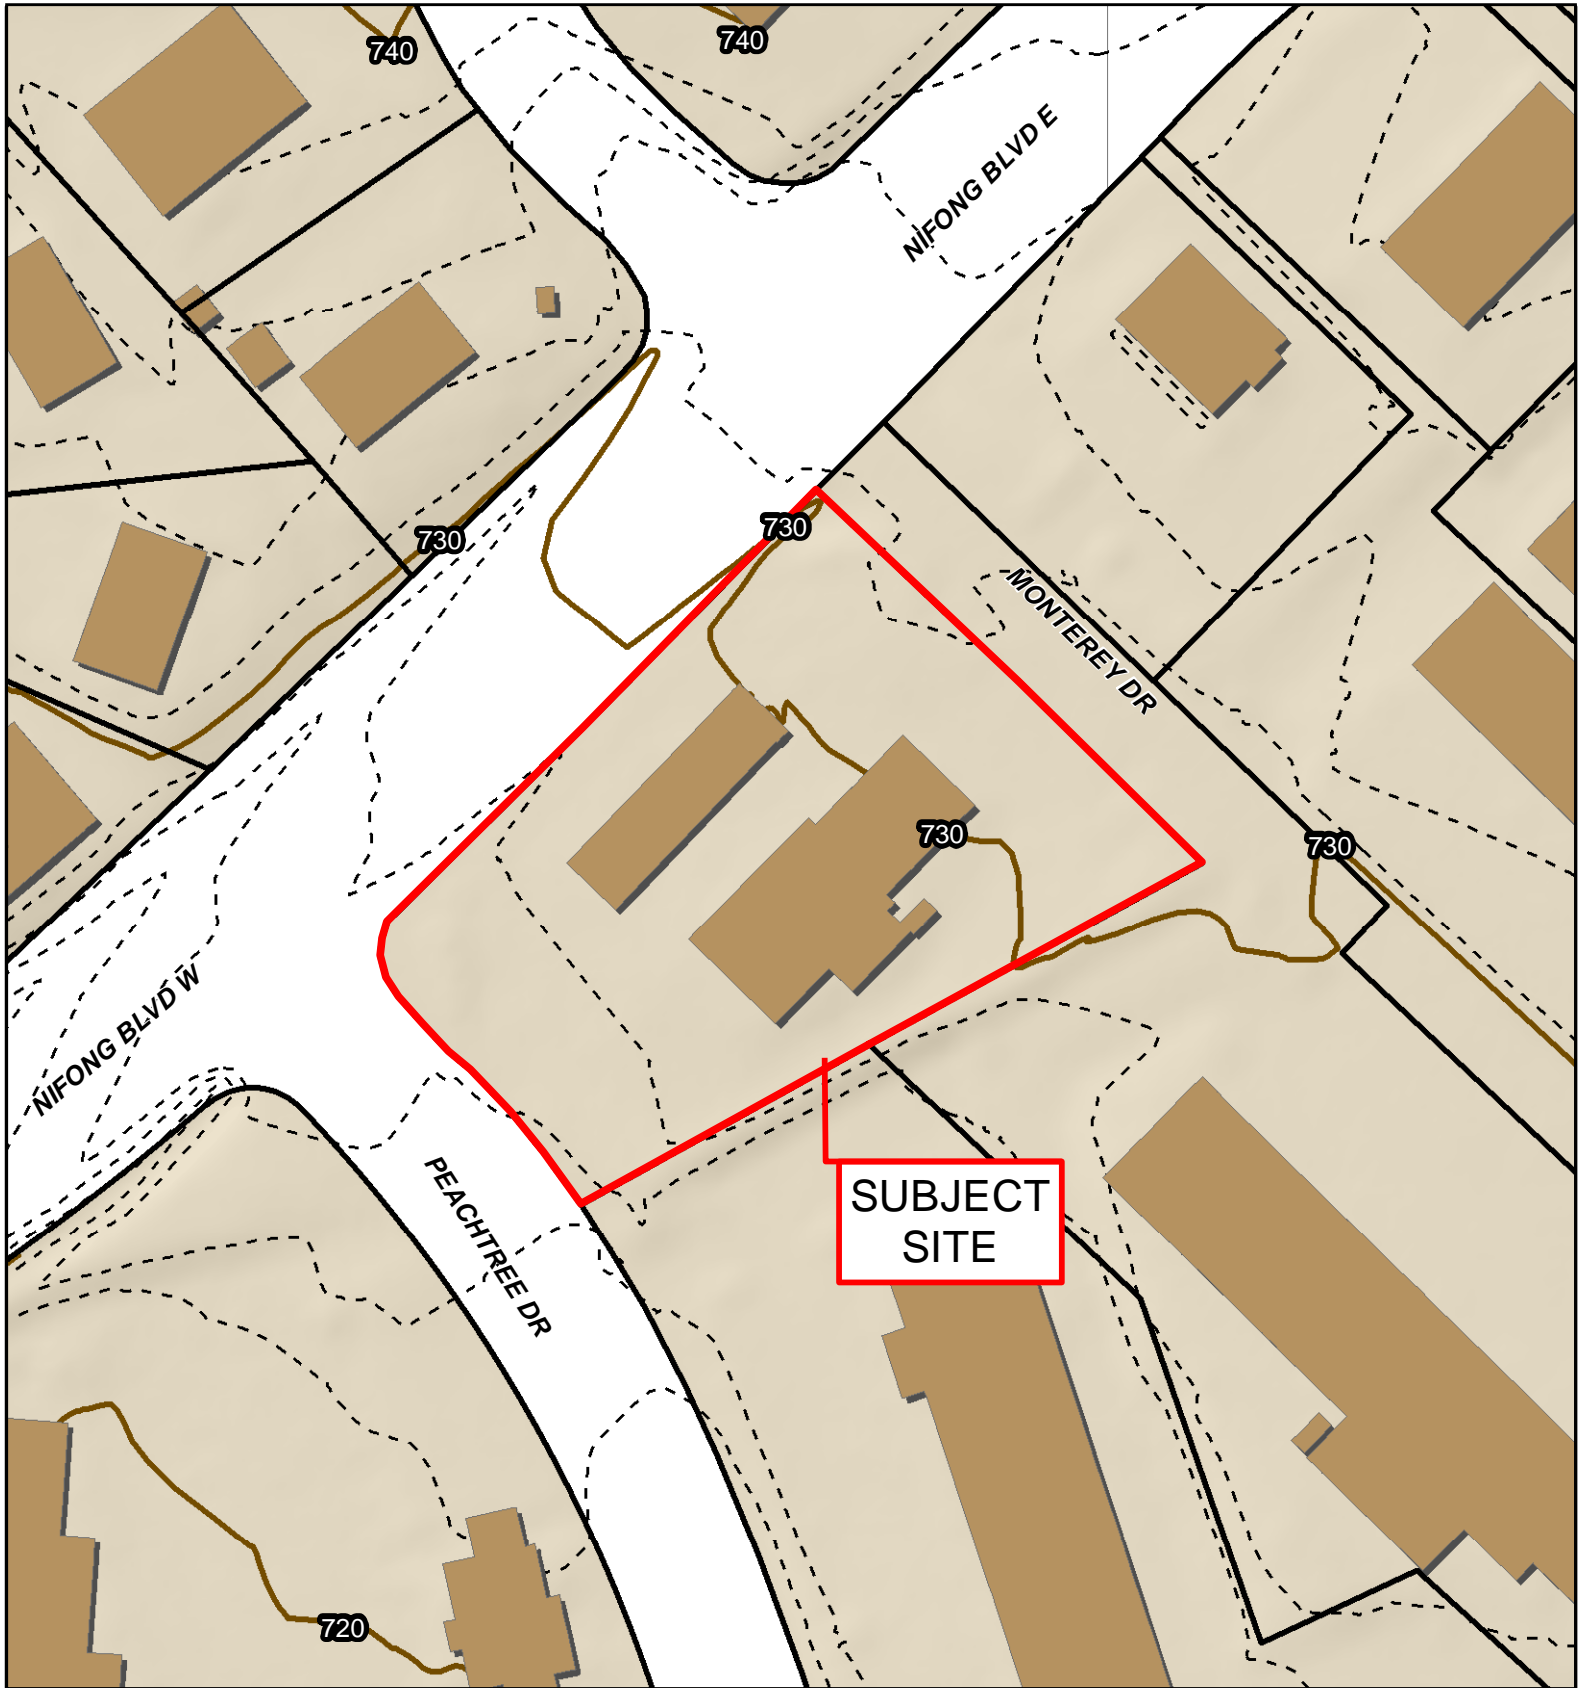 740
740
NIFONG BLVD E
730
730
MONTEREY DR
730
730
NIFONG BLVD W
PEACHTREE DR
SUBJECT
SITE
720